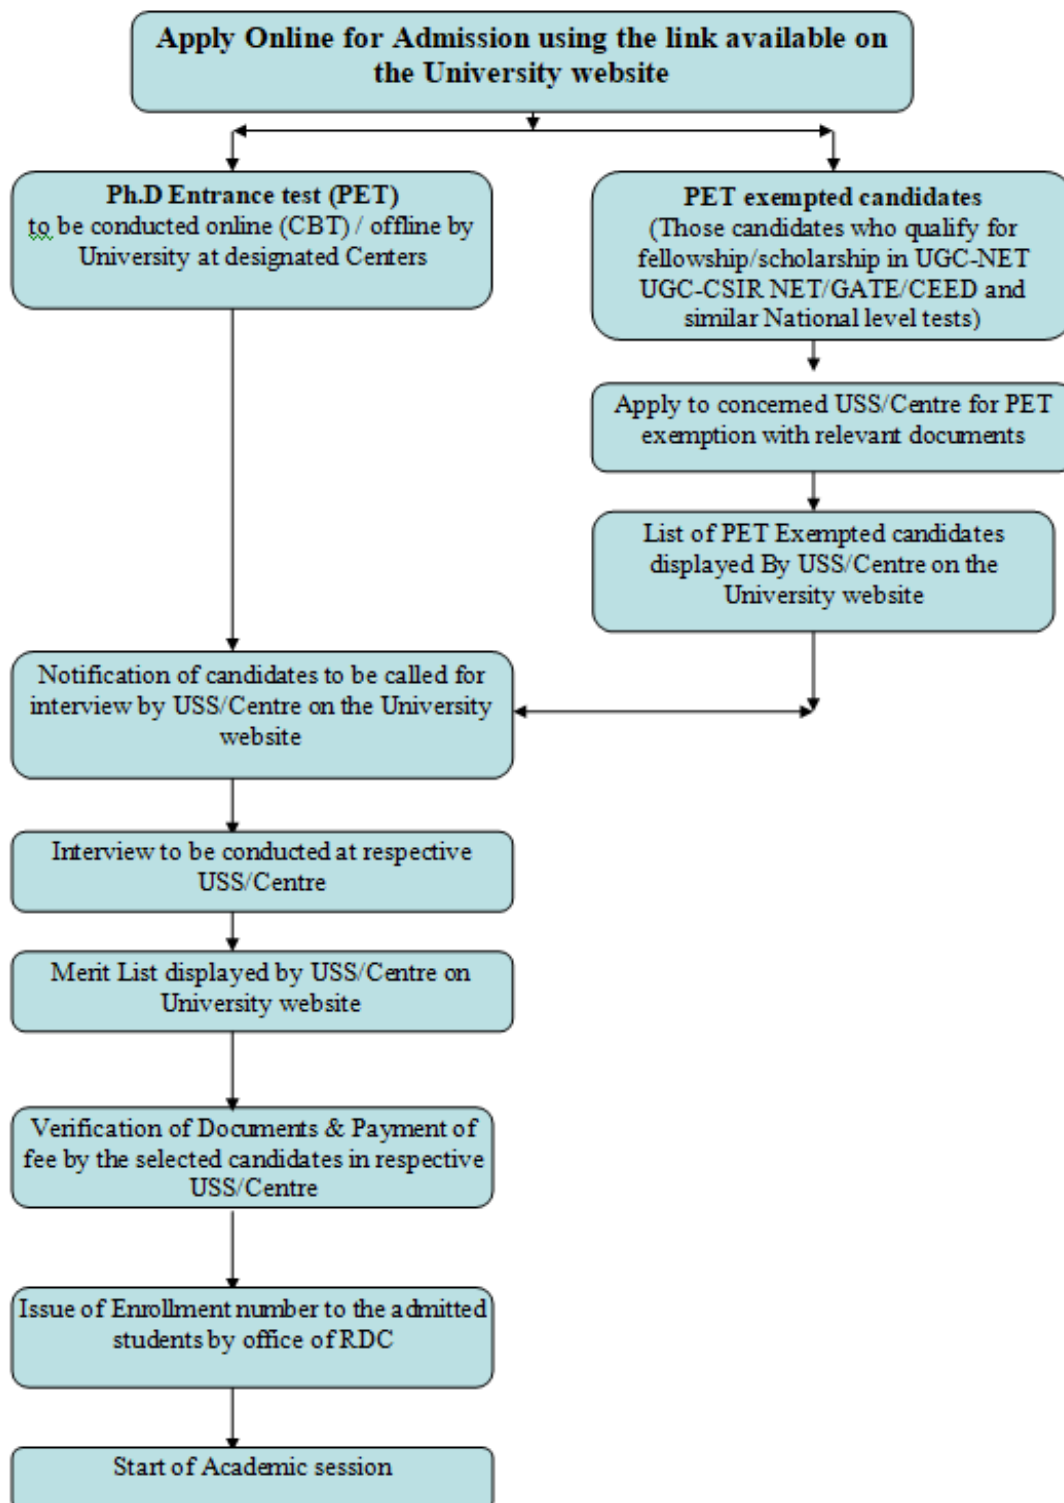 Apply Online for Admission using the link available on
the University website
Ph.D Entrance test (PET)
to be conducted online (CBT) / offline by
University at designated Centers
PET exempted candidates
(Those candidates who qualify for
fellowship/scholarship in UGC-NET
UGC-CSIR NET/GATE/CEED and
similar National level tests)
Apply to concerned USS/Centre for PET
exemption with relevant documents
List of PET Exempted candidates
displayed By USS/Centre on the
University website
Notification of candidates to be called for
interview by USS/Centre on the University
website
Interview to be conducted at respective
USS/Centre
Merit List displayed by USS/Centre on
University website
Verification of Documents & Payment of
fee by the selected candidates in respective
USS/Centre
Issue of Enrollment number to the admitted
students by office of RDC
Start of Academic session